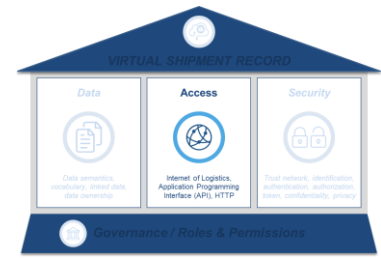 VIRTUAL SHIPMENT RECORD
Data
Access
Security
Data semantics,
vocabulary, linked data,
data ownership
Internet of Logistics,
Application Programming
Interface (API), HTTP
Trust network, identification,
authentication, authorization,
token, confidentiality, privacy
Governance / Roles & Permissions